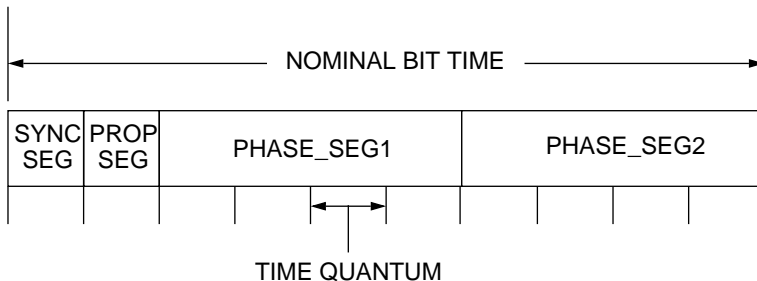 NOMINAL BIT TIME
SYNC SEG
PROP SEG
PHASE_SEG1
PHASE_SEG2
TIME QUANTUM